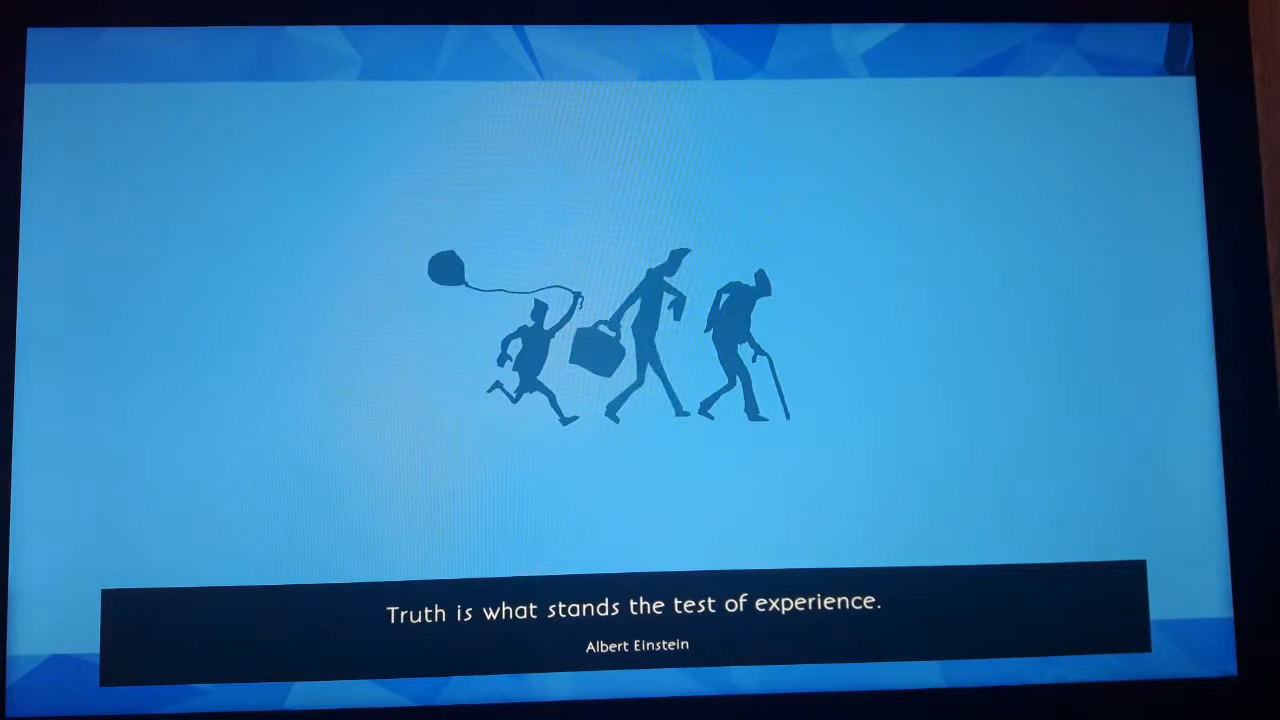 Truth is what stands the test of experience.
Albert Einstein